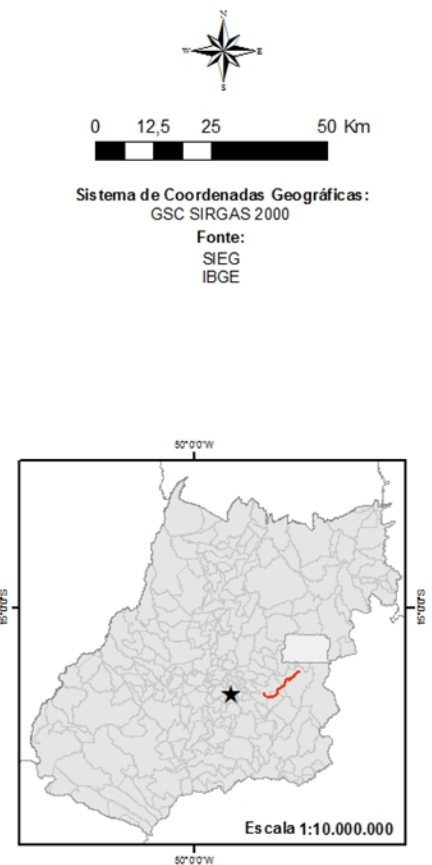 N
W E
S
0 12,5 25 50 Km
Sistema de Coordenadas Geográficas:
GSC SIRGAS 2000
Fonte:
SIEG
IBGE
50°0'0"W
15°0'0"S 15°0'0"S
Escala 1:10.000.000
50°0'0"W